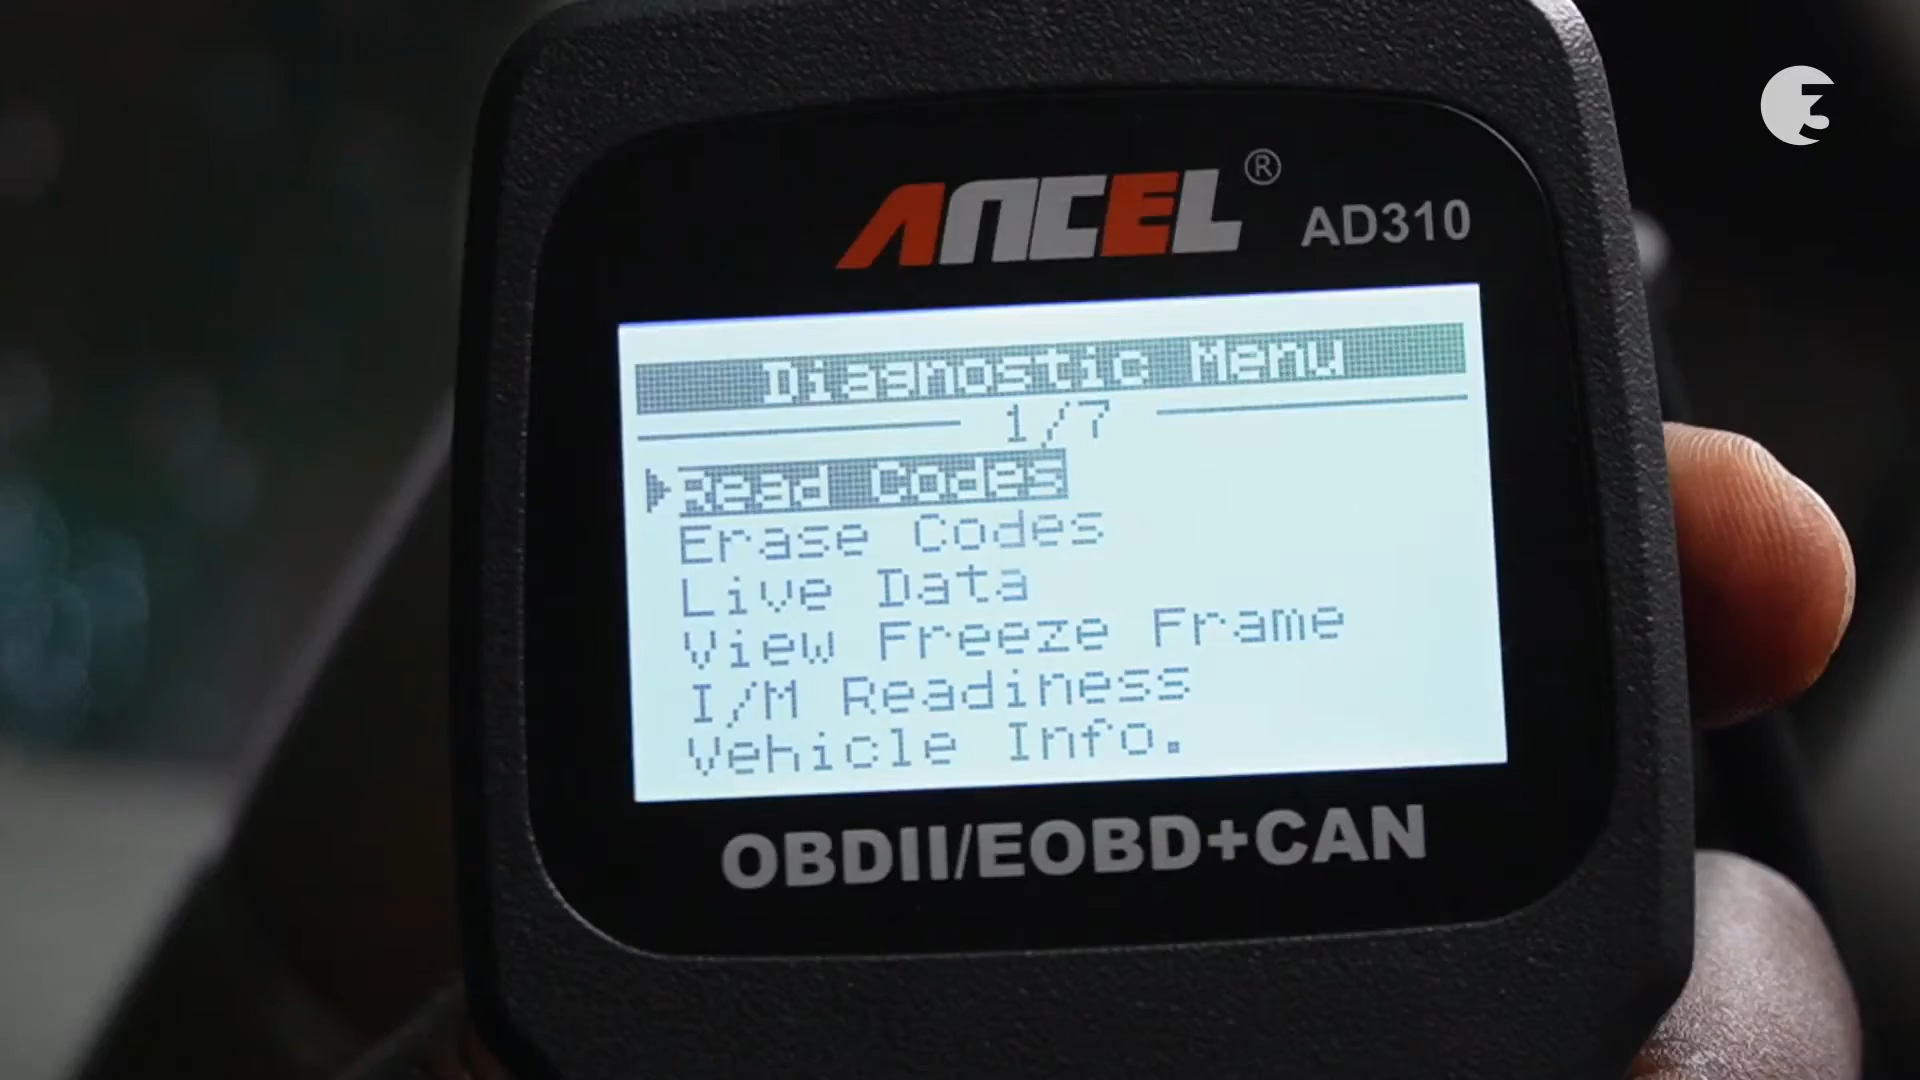 ANCEL® AD310
Diagnostic Menu
1/7
Read Codes
Erase Codes
Live Data
View Freeze Frame
I/M Readiness
Vehicle Info.
OBDII/EOBD+CAN